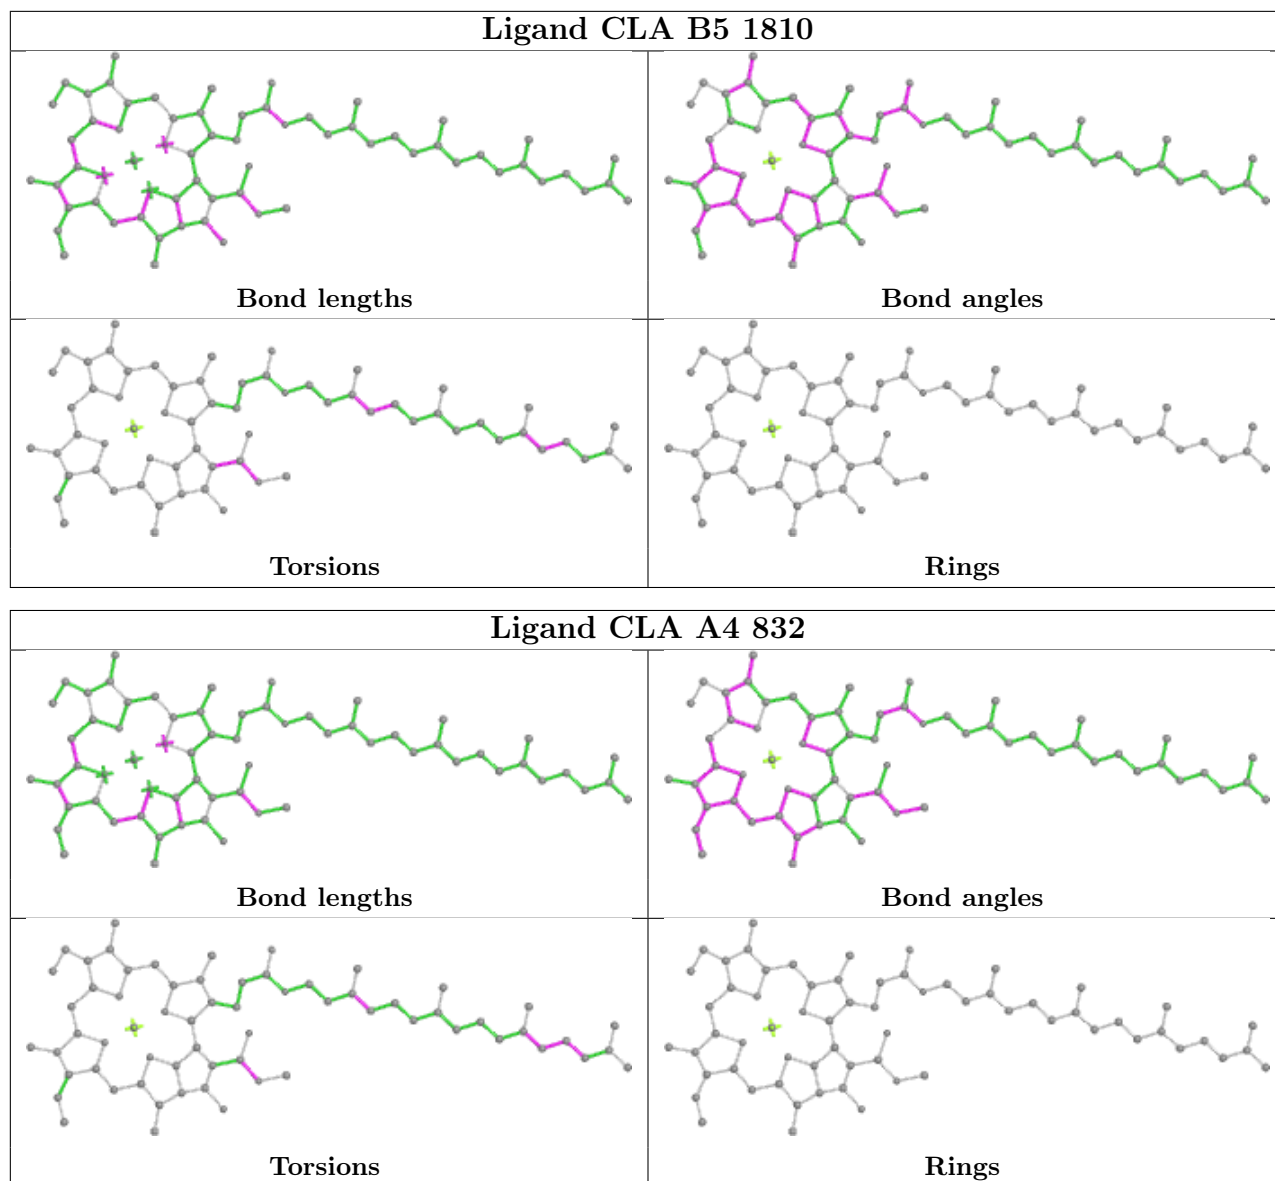 Ligand CLA B5 1810
Bond lengths
Bond angles
Torsions
Rings
Ligand CLA A4 832
Bond lengths
Bond angles
Torsions
Rings